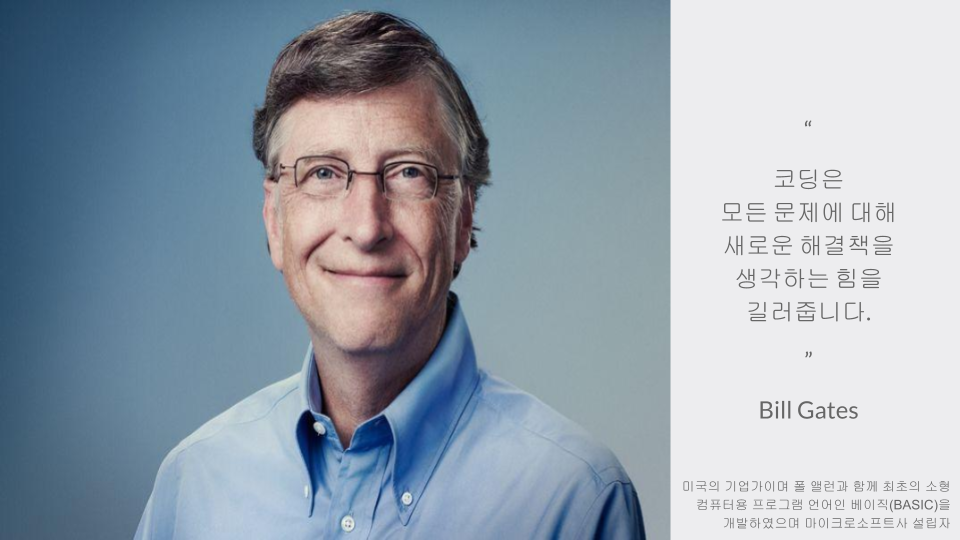 “
코딩은
모든 문제에 대해
새로운 해결책을
생각하는 힘을
길러줍니다.
”
Bill Gates
미국의 기업가이며 폴 앨런과 함께 최초의 소형
컴퓨터용 프로그램 언어인 베이직(BASIC)을
개발하였으며 마이크로소프트사 설립자